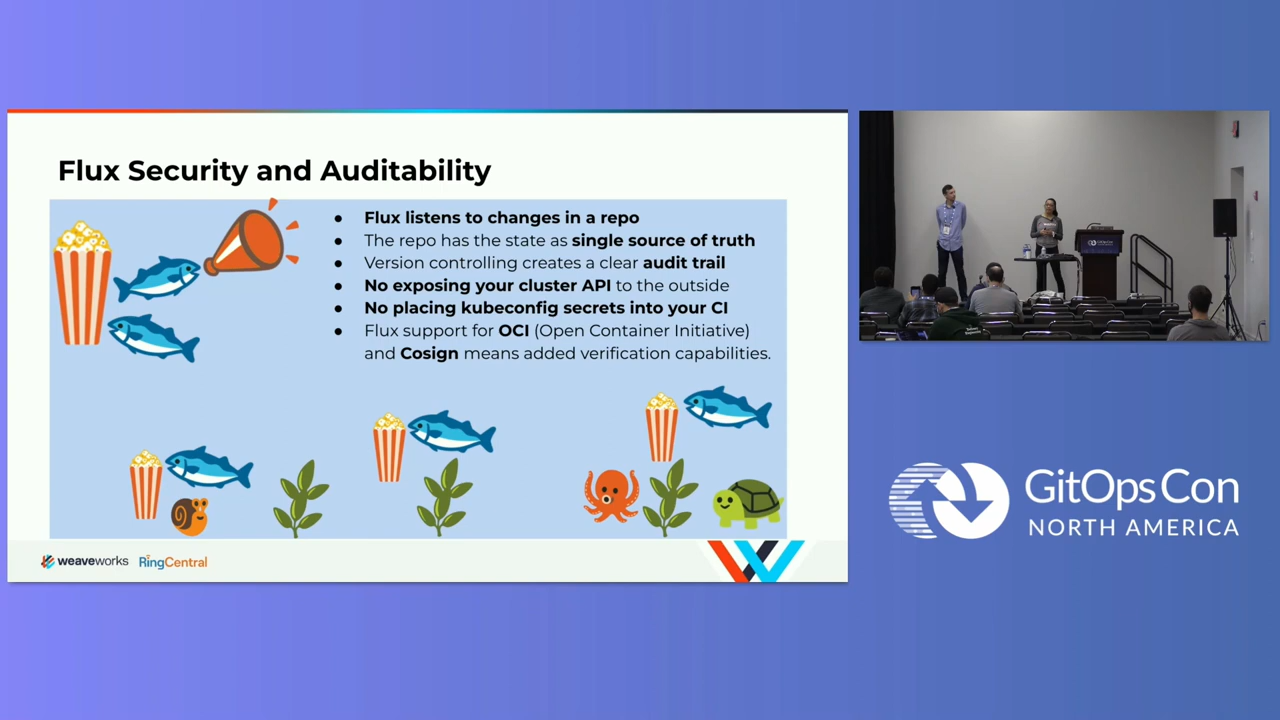 Flux Security and Auditability
● Flux listens to changes in a repo
● The repo has the state as single source of truth
● Version controlling creates a clear audit trail
● No exposing your cluster API to the outside
● No placing kubeconfig secrets into your CI
● Flux support for OCI (Open Container Initiative)
and Cosign means added verification capabilities.
weaveworks RingCentral
GitOpsCon
NORTH AMERICA